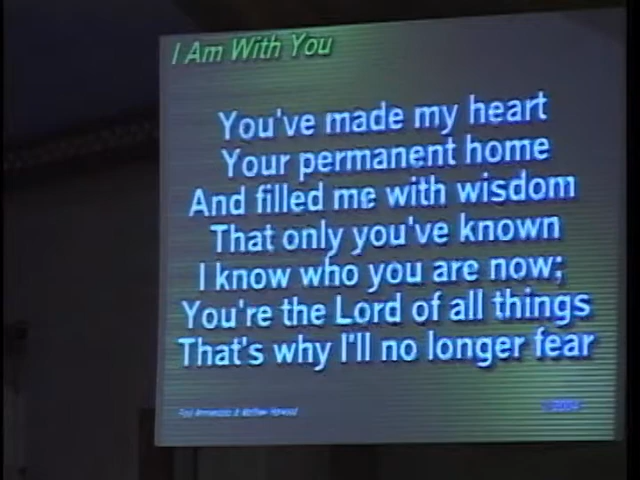 I Am With You
You've made my heart
Your permanent home
And filled me with wisdom
That only you've known
I know who you are now;
You're the Lord of all things
That's why I'll no longer fear
2004